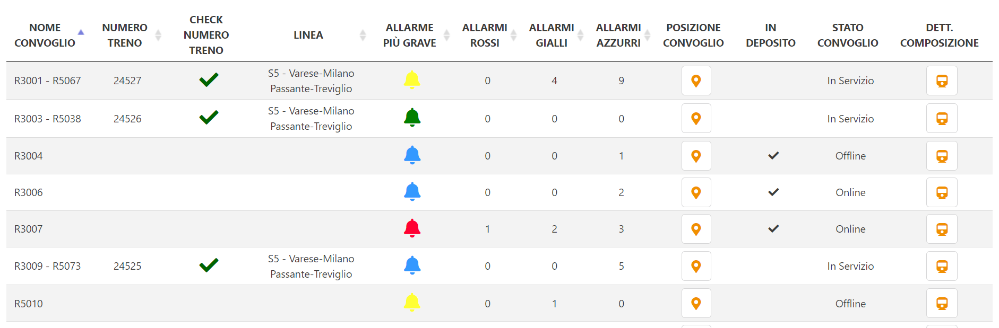 NOME CONVOGLIO
NUMERO TRENO
CHECK NUMERO TRENO
LINEA
ALLARME PIÙ GRAVE
ALLARMI ROSSI
ALLARMI GIALLI
ALLARMI AZZURRI
POSIZIONE CONVOGLIO
IN DEPOSITO
STATO CONVOGLIO
DETT. COMPOSIZIONE
R3001 - R5067 24527 S5 - Varese-Milano Passante-Treviglio 0 4 9 In Servizio
R3003 - R5038 24526 S5 - Varese-Milano Passante-Treviglio 0 0 0 In Servizio
R3004 0 0 1 Offline
R3006 0 0 2 Online
R3007 1 2 3 Online
R3009 - R5073 24525 S5 - Varese-Milano Passante-Treviglio 0 0 5 In Servizio
R5010 0 1 0 Offline